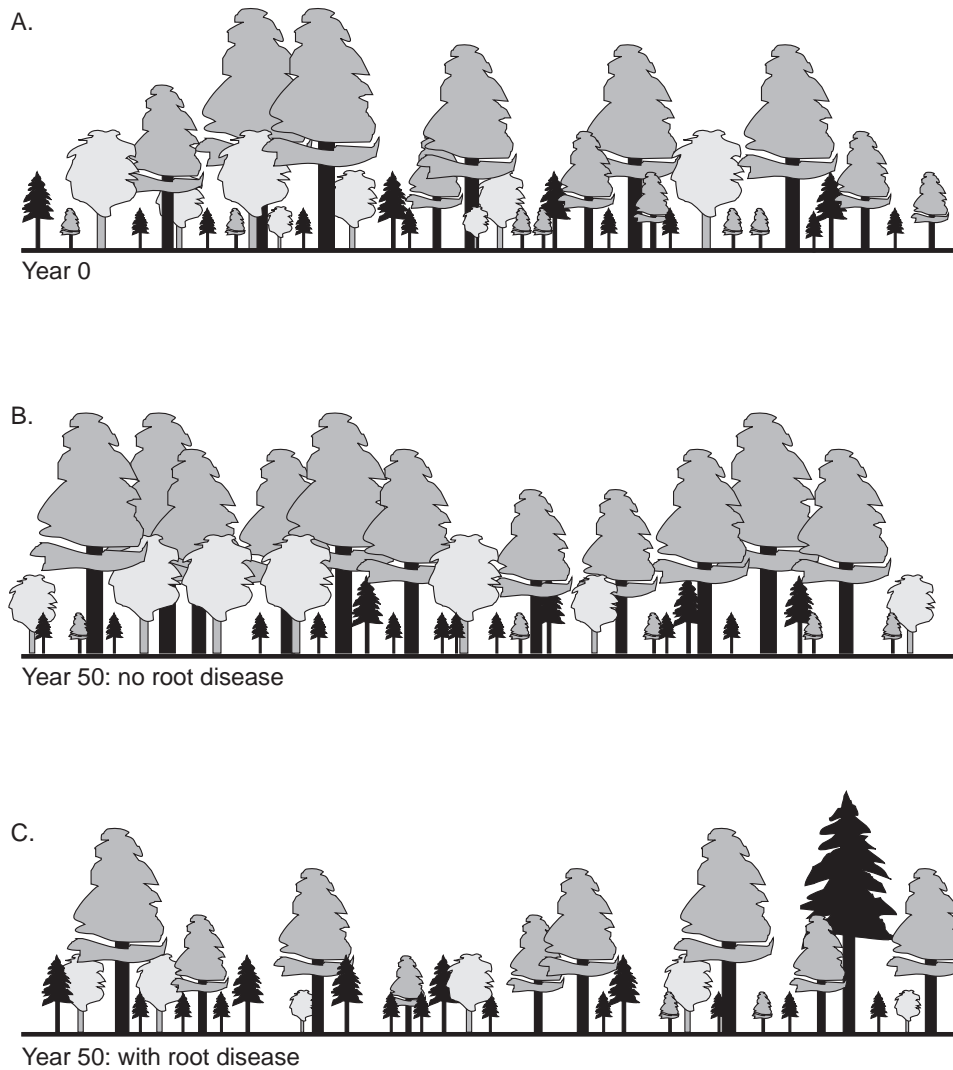 A.
Year 0
B.
Year 50: no root disease
C.
Year 50: with root disease